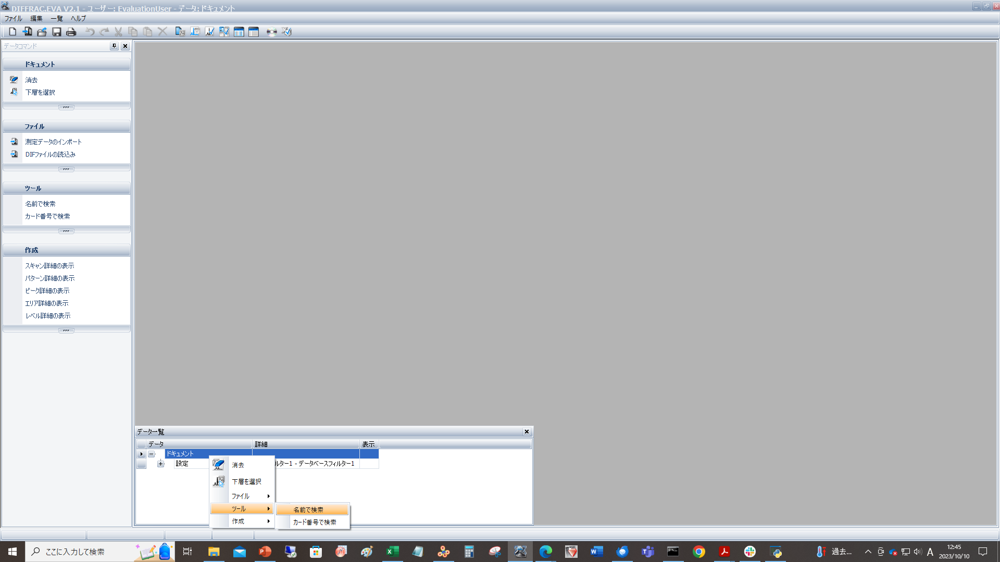 DIFFRAC.EVA V2.1 - ユーザー: EvaluationUser - データ: ドキュメント
ファイル 編集 一覧 ヘルプ
データコマンド
ドキュメント
消去
下層を選択
ファイル
測定データのインポート
DIFファイルの読込み
ツール
名前で検索
カード番号で検索
作成
スキャン詳細の表示
パターン詳細の表示
ピーク詳細の表示
エリア詳細の表示
レベル詳細の表示
データ一覧
データ 詳細 表示
ドキュメント
設定 ルター1 - データベースフィルター1
消去
下層を選択
ファイル
ツール
作成
名前で検索
カード番号で検索
ここに入力して検索
過去...
A
12:45
2023/10/10